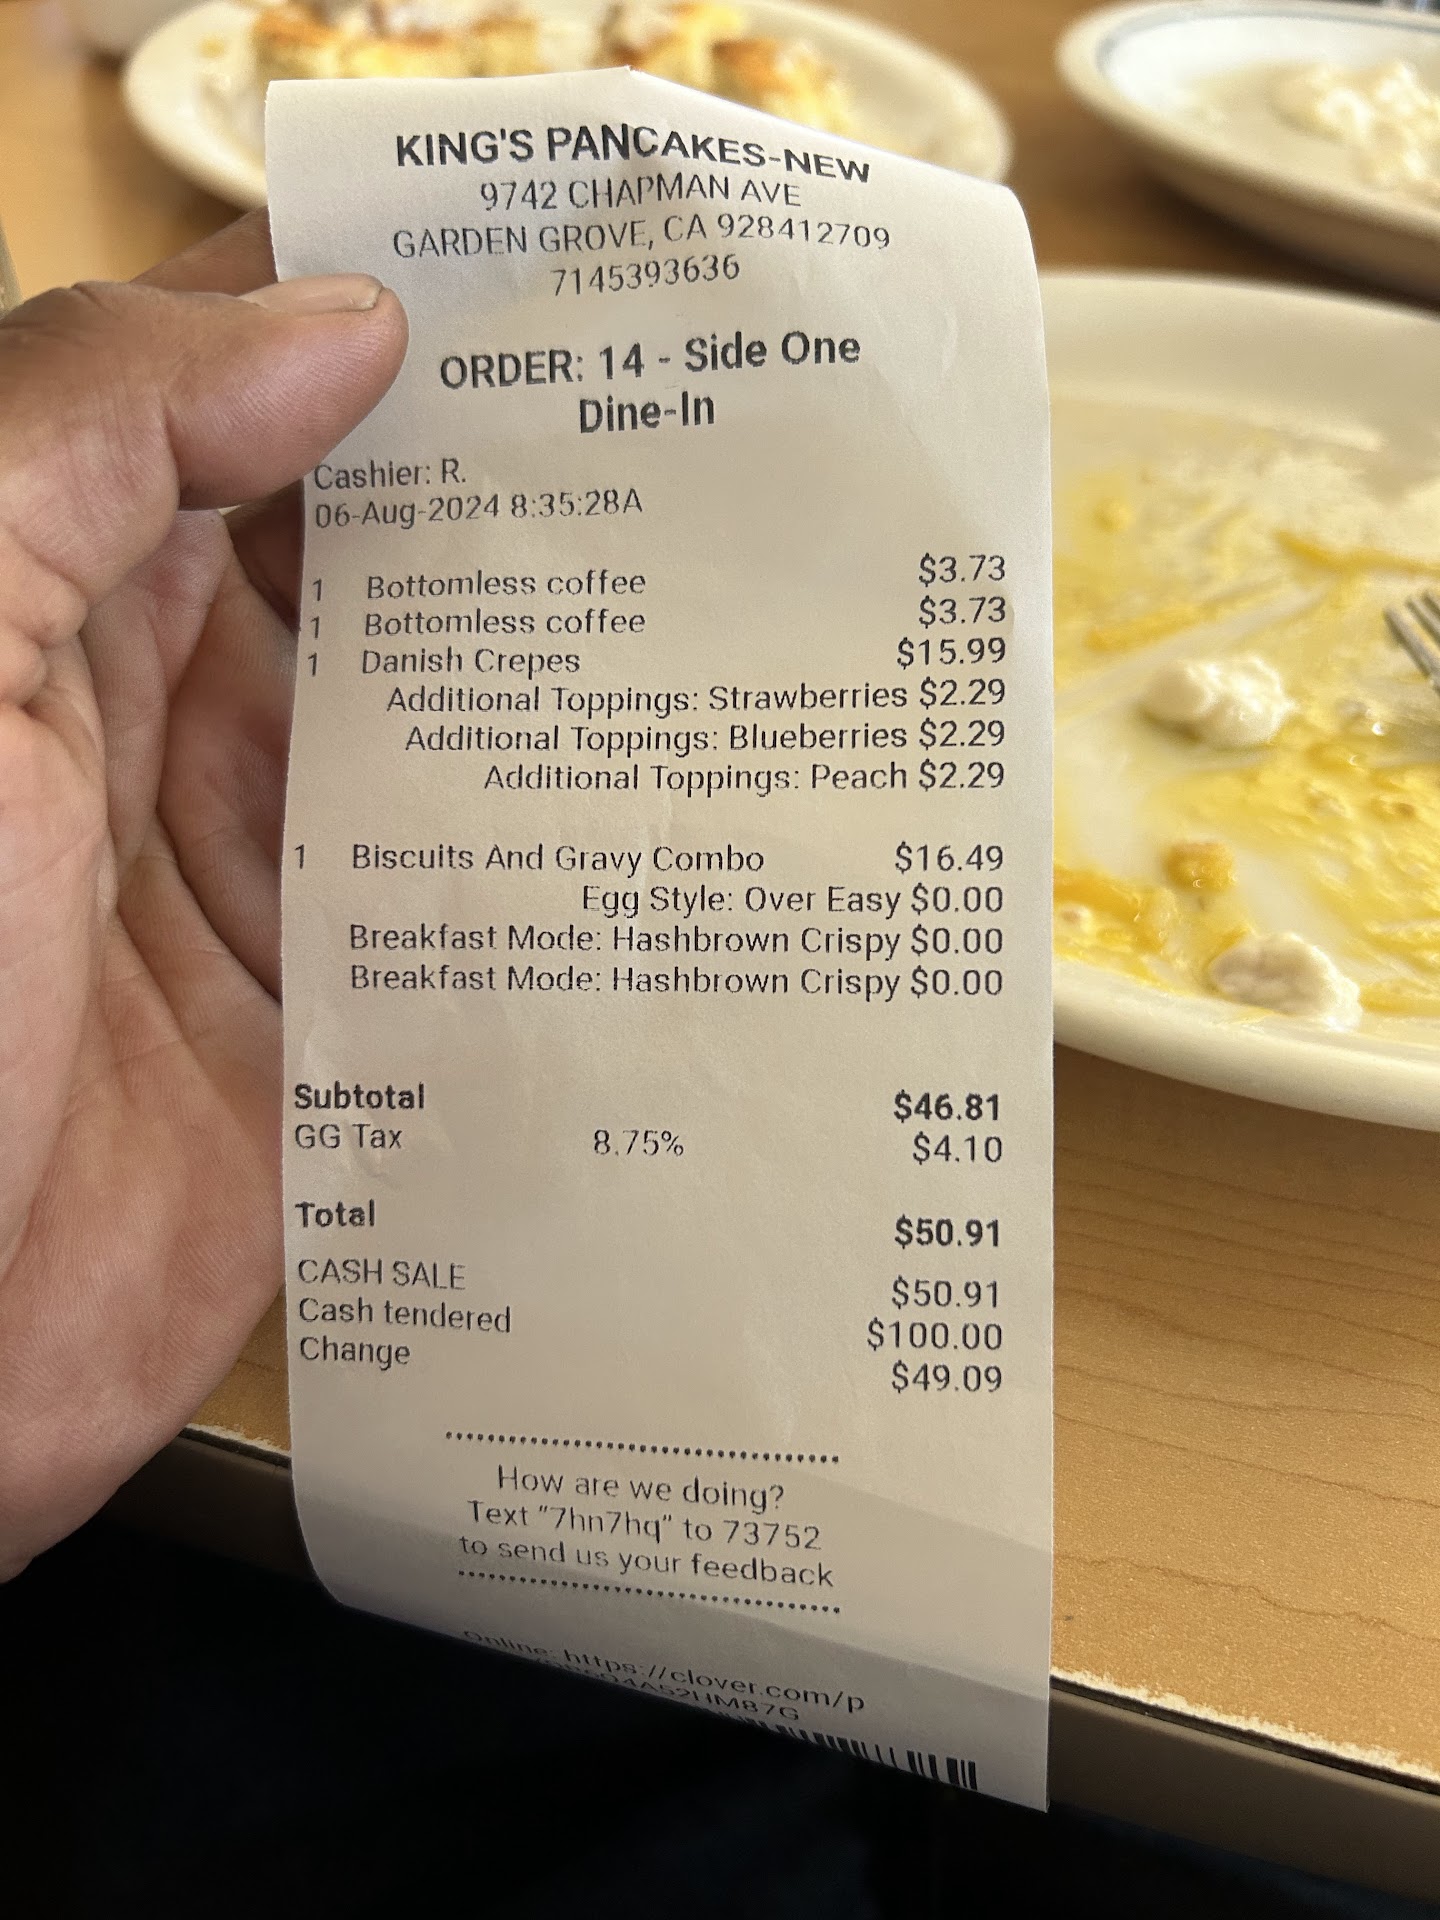 KING'S PANCAKES-NEW
9742 CHAPMAN AVE
GARDEN GROVE, CA 928412709
7145393636
ORDER: 14 - Side One
Dine-In
Cashier: R.
06-Aug-2024 8:35:28A
1 Bottomless coffee $3.73
1 Bottomless coffee $3.73
1 Danish Crepes $15.99
Additional Toppings: Strawberries $2.29
Additional Toppings: Blueberries $2.29
Additional Toppings: Peach $2.29
1 Biscuits And Gravy Combo $16.49
Egg Style: Over Easy $0.00
Breakfast Mode: Hashbrown Crispy $0.00
Breakfast Mode: Hashbrown Crispy $0.00
Subtotal $46.81
GG Tax 8.75% $4.10
Total $50.91
CASH SALE $50.91
Cash tendered $100.00
Change $49.09
How are we doing?
Text "7hn7hq" to 73752
to send us your feedback
Online: https://clover.com/p